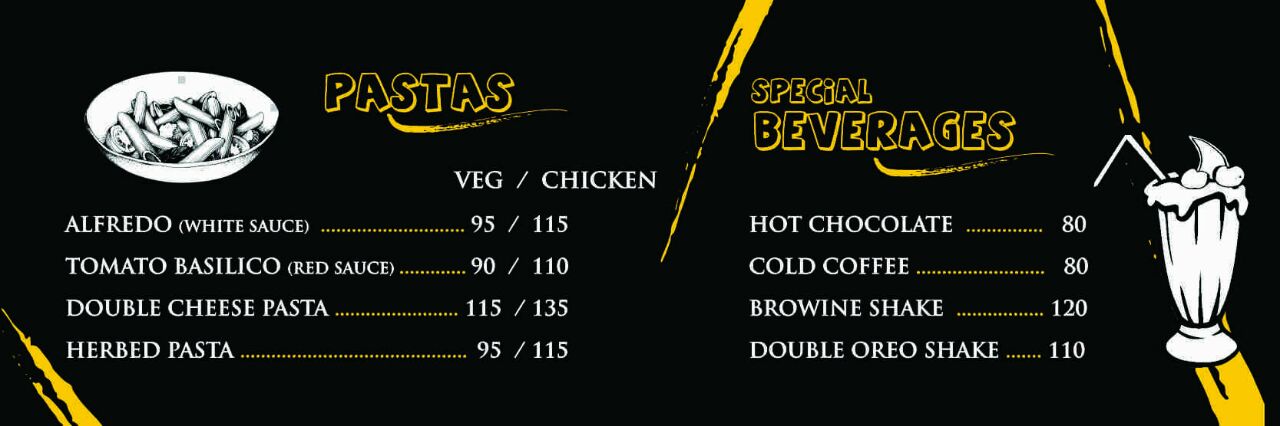 PASTAS
VEG / CHICKEN
ALFREDO (WHITE SAUCE) ............................ 95 / 115
TOMATO BASILICO (RED SAUCE) ............. 90 / 110
DOUBLE CHEESE PASTA ........................ 115 / 135
HERBED PASTA ............................................ 95 / 115
SPECIAL
BEVERAGES
HOT CHOCOLATE ............... 80
COLD COFFEE ......................... 80
BROWINE SHAKE ................. 120
DOUBLE OREO SHAKE ....... 110